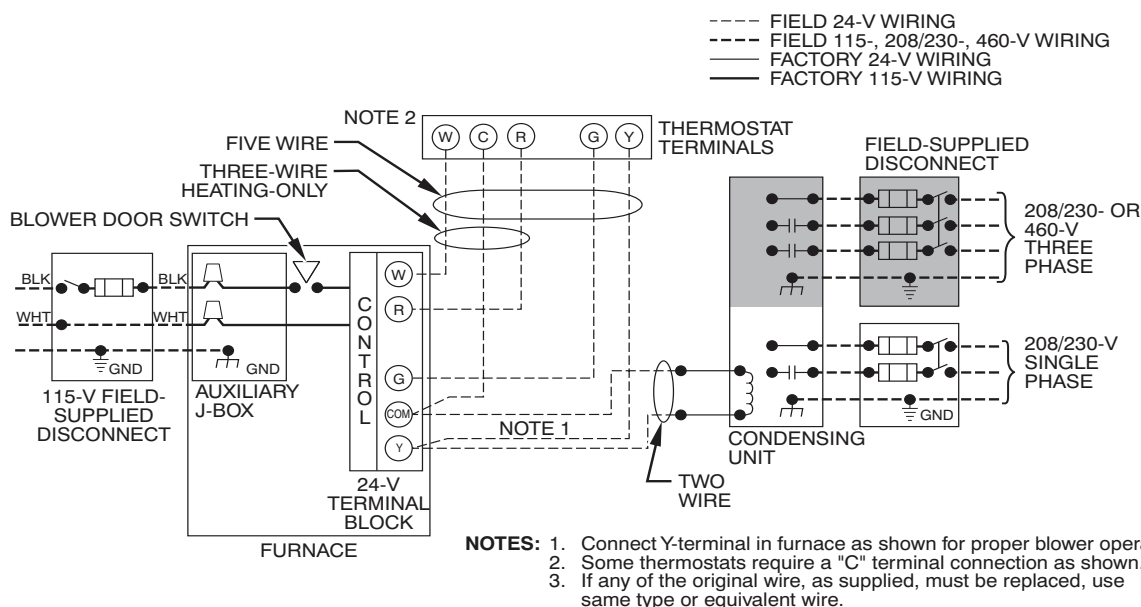 FIELD 24-V WIRING
FIELD 115-, 208/230-, 460-V WIRING
FACTORY 24-V WIRING
FACTORY 115-V WIRING
NOTE 2
W C R G Y
THERMOSTAT
TERMINALS
FIVE WIRE
THREE-WIRE
HEATING-ONLY
BLOWER DOOR SWITCH
FIELD-SUPPLIED
DISCONNECT
208/230- OR
460-V
THREE
PHASE
BLK
BLK
WHT
WHT
GND
GND
115-V FIELD-
SUPPLIED
DISCONNECT
AUXILIARY
J-BOX
CONTROL
W
R
G
COM
Y
NOTE 1
24-V
TERMINAL
BLOCK
FURNACE
TWO
WIRE
CONDENSING
UNIT
GND
208/230-V
SINGLE
PHASE
NOTES: 1. Connect Y-terminal in furnace as shown for proper blower opera
2. Some thermostats require a "C" terminal connection as shown.
3. If any of the original wire, as supplied, must be replaced, use
same type or equivalent wire.